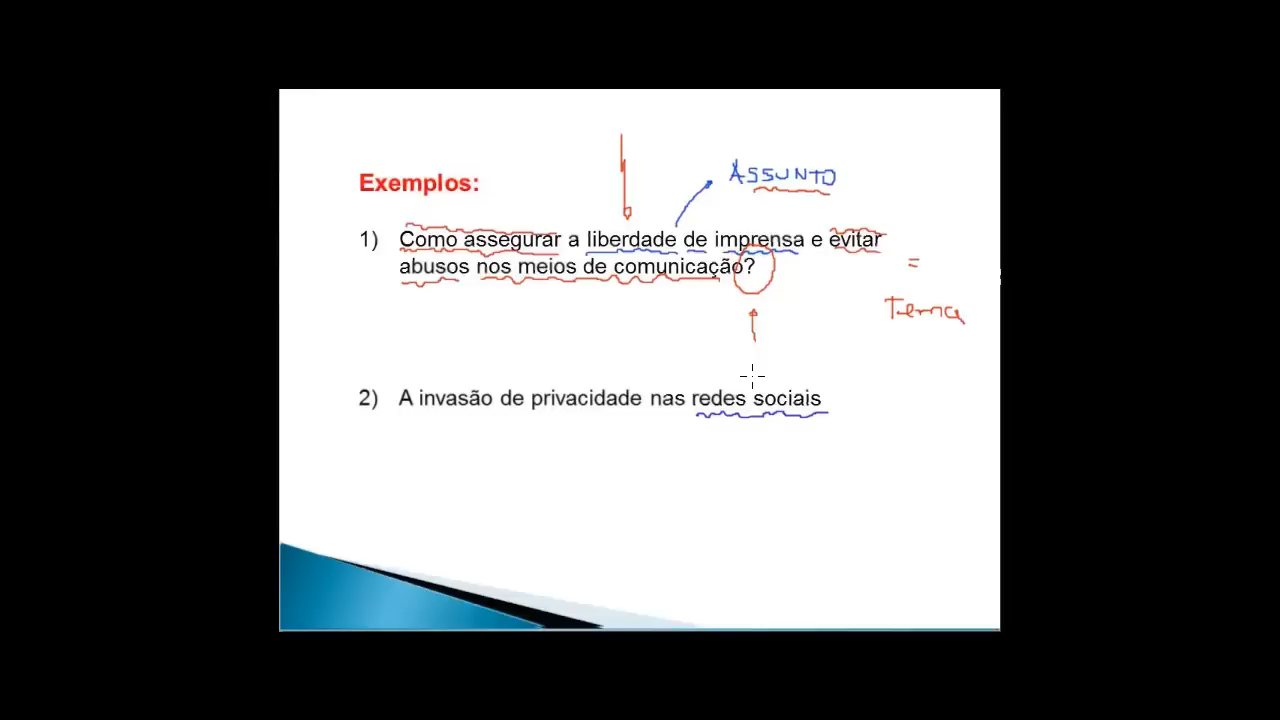 ASSUNTO
Exemplos:
1) Como assegurar a liberdade de imprensa e evitar
abusos nos meios de comunicação?
=
Tema
2) A invasão de privacidade nas redes sociais